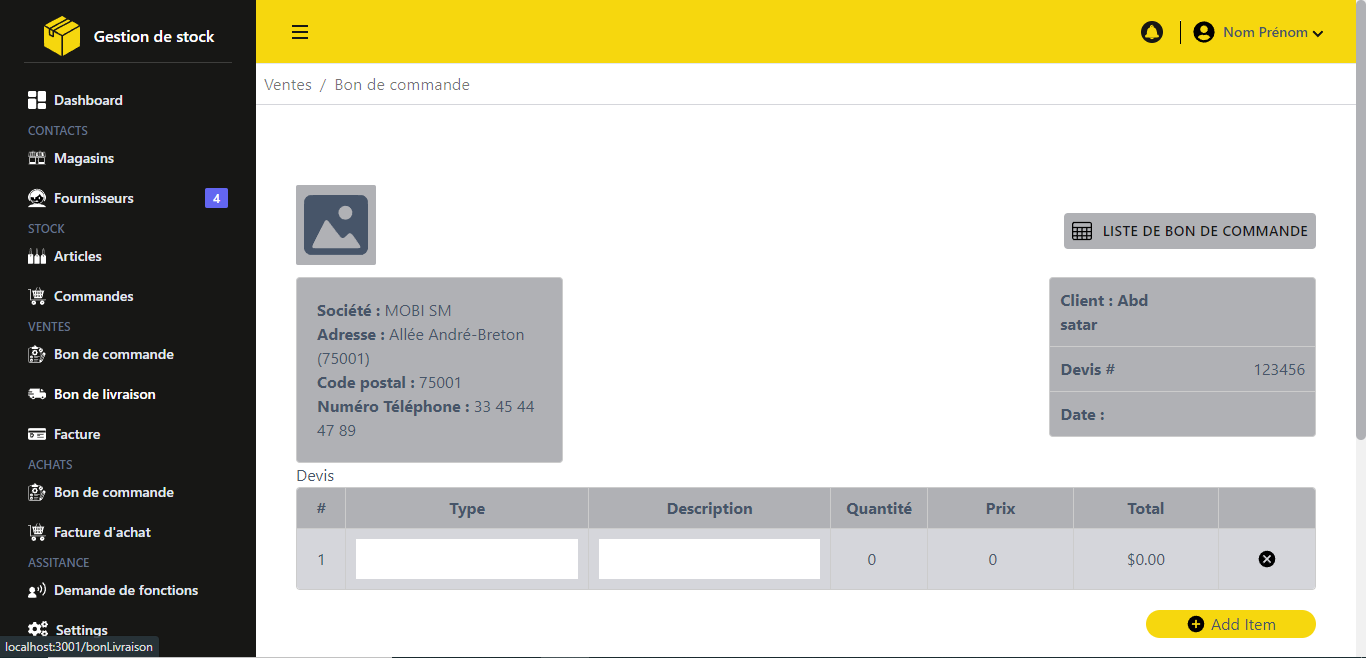 Gestion de stock
Dashboard
CONTACTS
Magasins
Fournisseurs 4
STOCK
Articles
Commandes
VENTES
Bon de commande
Bon de livraison
Facture
ACHATS
Bon de commande
Facture d'achat
ASSITANCE
Demande de fonctions
Settings
localhost:3001/bonLivraison
Nom Prénom
Ventes / Bon de commande
LISTE DE BON DE COMMANDE
Société : MOBI SM
Adresse : Allée André-Breton
(75001)
Code postal : 75001
Numéro Téléphone : 33 45 44
47 89
Client : Abd
satar
Devis # 123456
Date :
Devis
# Type Description Quantité Prix Total
1 0 0 $0.00
Add Item